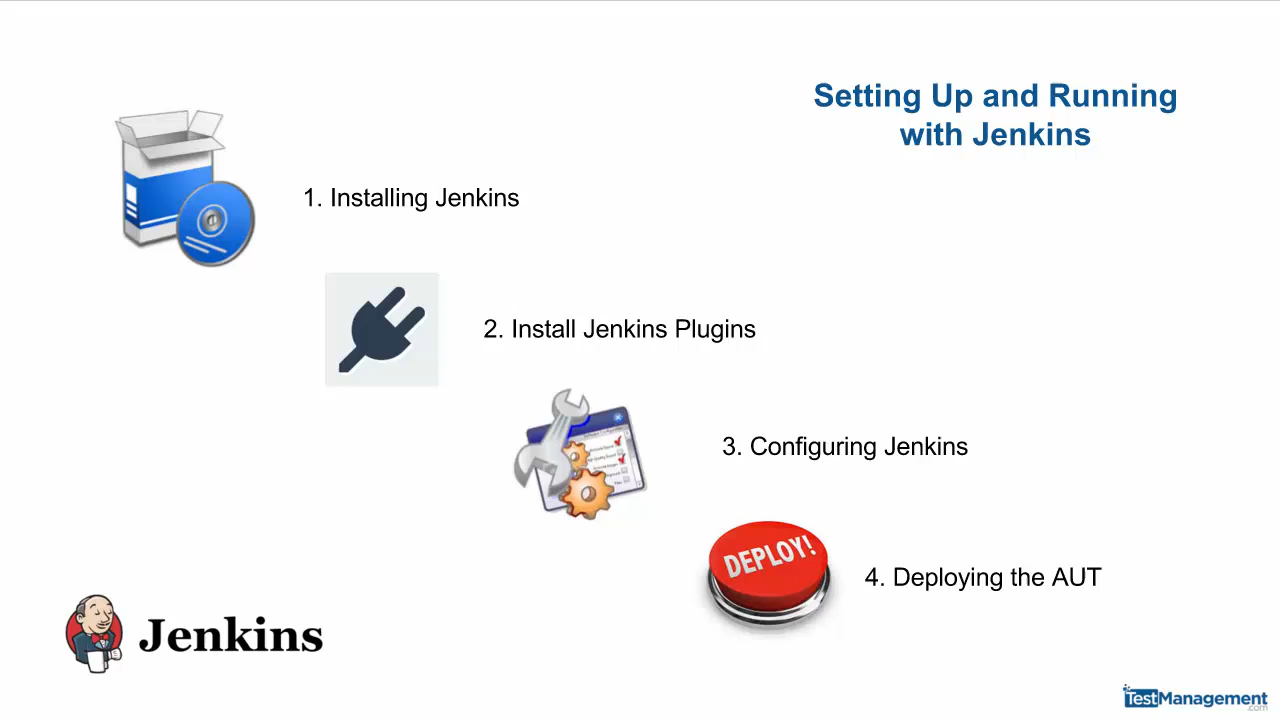 Setting Up and Running
with Jenkins
1. Installing Jenkins
2. Install Jenkins Plugins
3. Configuring Jenkins
DEPLOY!
4. Deploying the AUT
Jenkins
TestManagement
.com